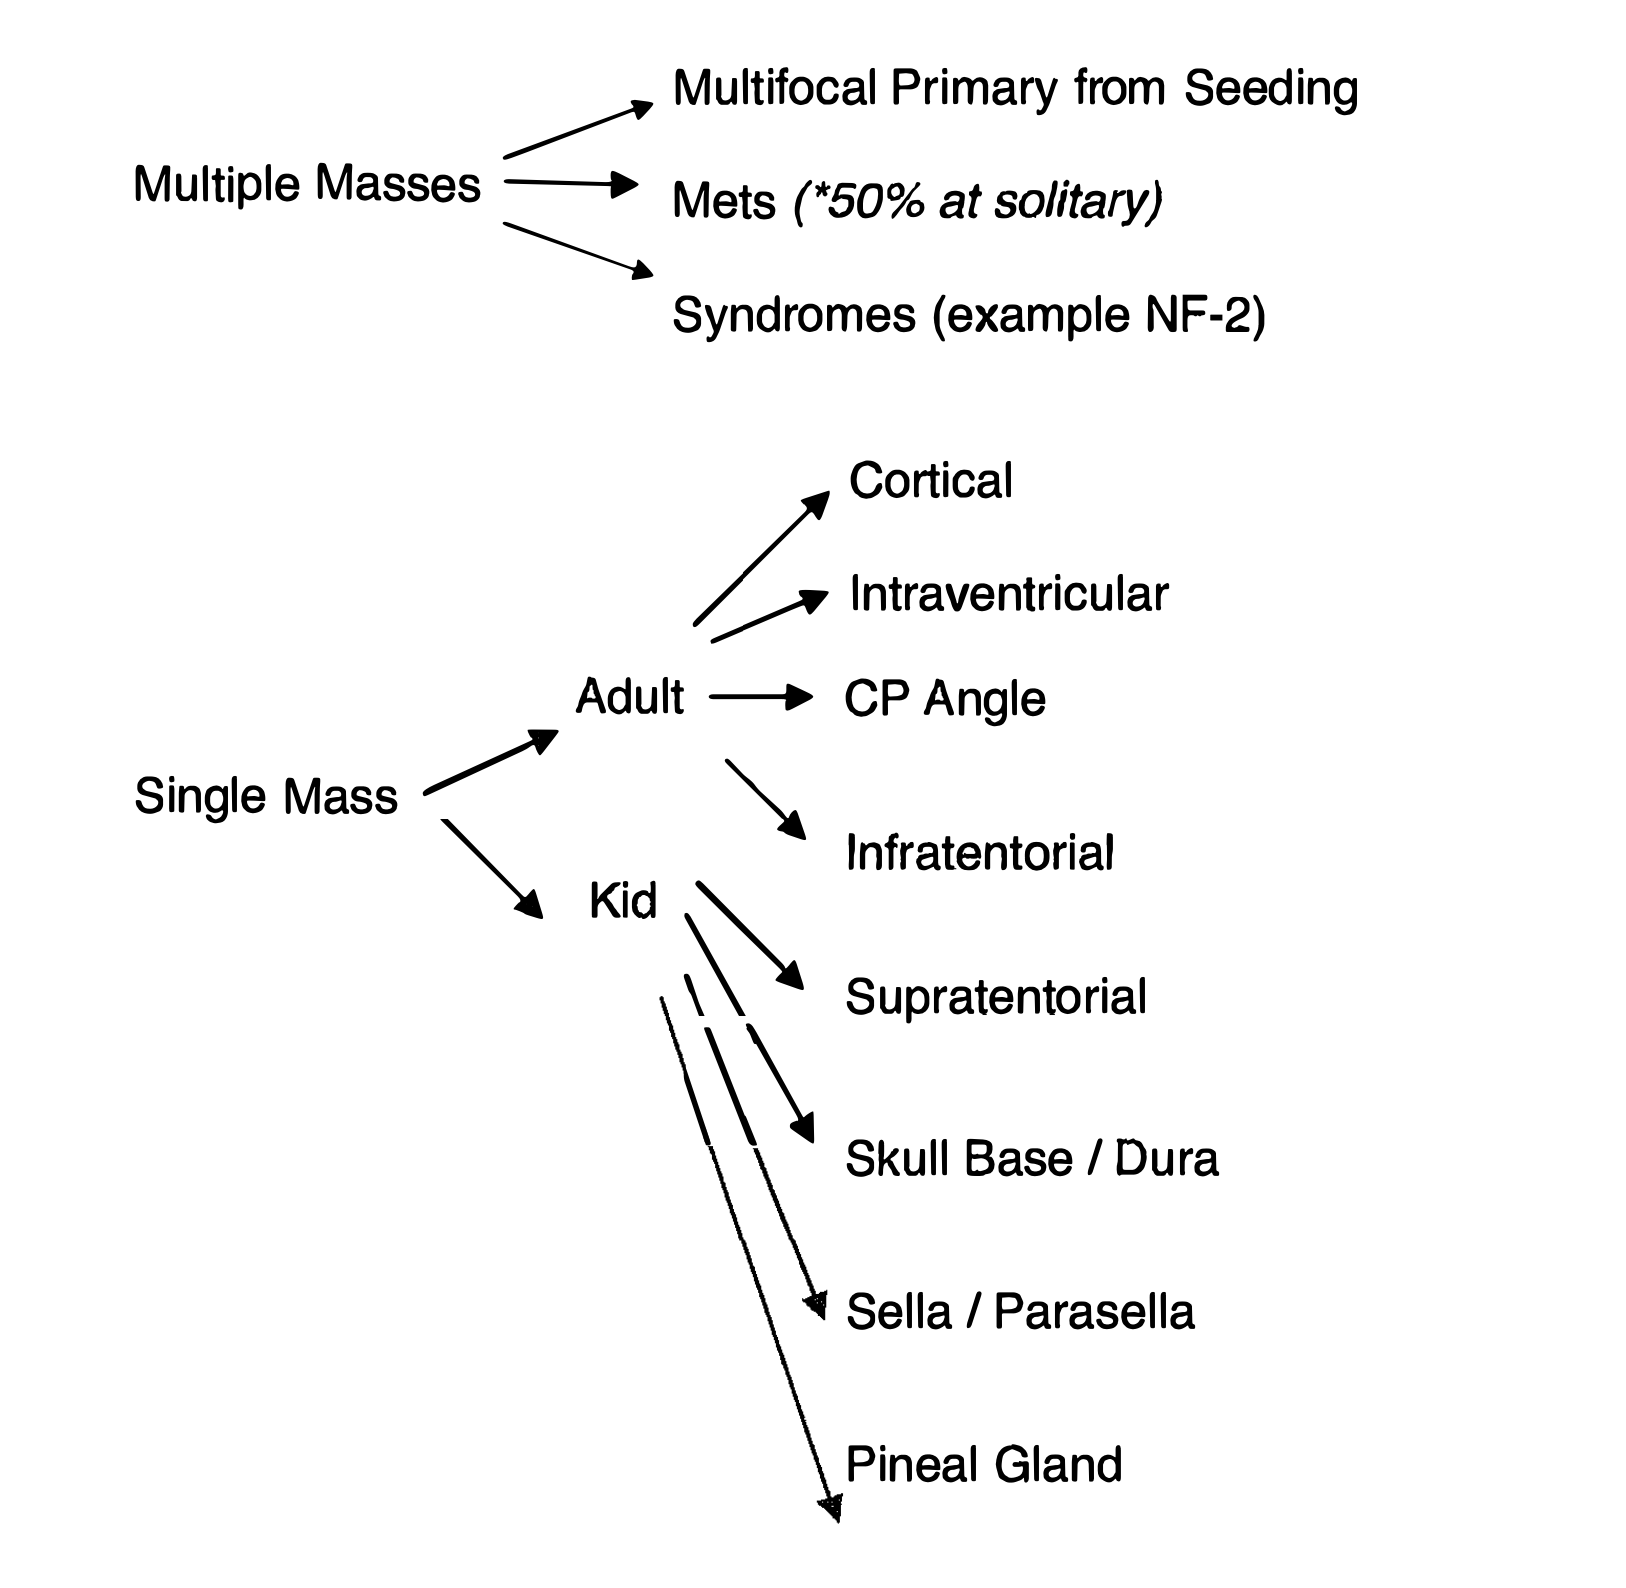 Multifocal Primary from Seeding
Multiple Masses
Mets (*50% at solitary)
Syndromes (example NF-2)
Cortical
Intraventricular
Adult
CP Angle
Single Mass
Infratentorial
Kid
Supratentorial
Skull Base / Dura
Sella / Parasella
Pineal Gland